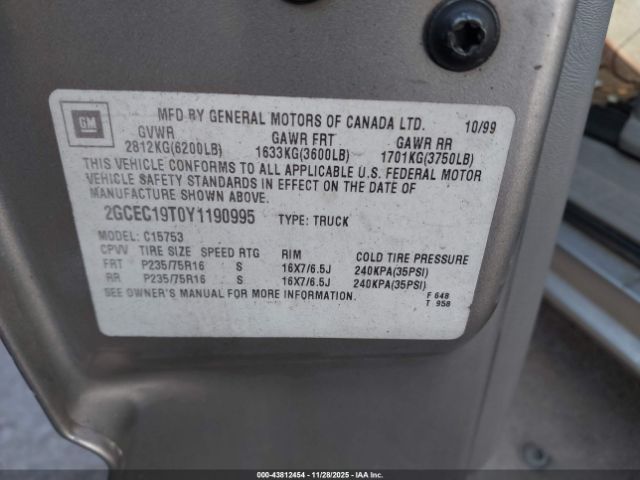 GM
MFD BY GENERAL MOTORS OF CANADA LTD. 10/99
GVWR GAWR FRT GAWR RR
2812KG(6200LB) 1633KG(3600LB) 1701KG(3750LB)
THIS VEHICLE CONFORMS TO ALL APPLICABLE U.S. FEDERAL MOTOR
VEHICLE SAFETY STANDARDS IN EFFECT ON THE DATE OF
MANUFACTURE SHOWN ABOVE.
2GCEC19T0Y1190995 TYPE: TRUCK
MODEL: C15753
CPVV TIRE SIZE SPEED RTG RIM COLD TIRE PRESSURE
FRT P235/75R16 S 16X7/6.5J 240KPA(35PSI)
RR P235/75R16 S 16X7/6.5J 240KPA(35PSI)
SEE OWNER'S MANUAL FOR MORE INFORMATION.
F 648
T 958
000-43812454 | 11/28/2025 | IAAI.CA